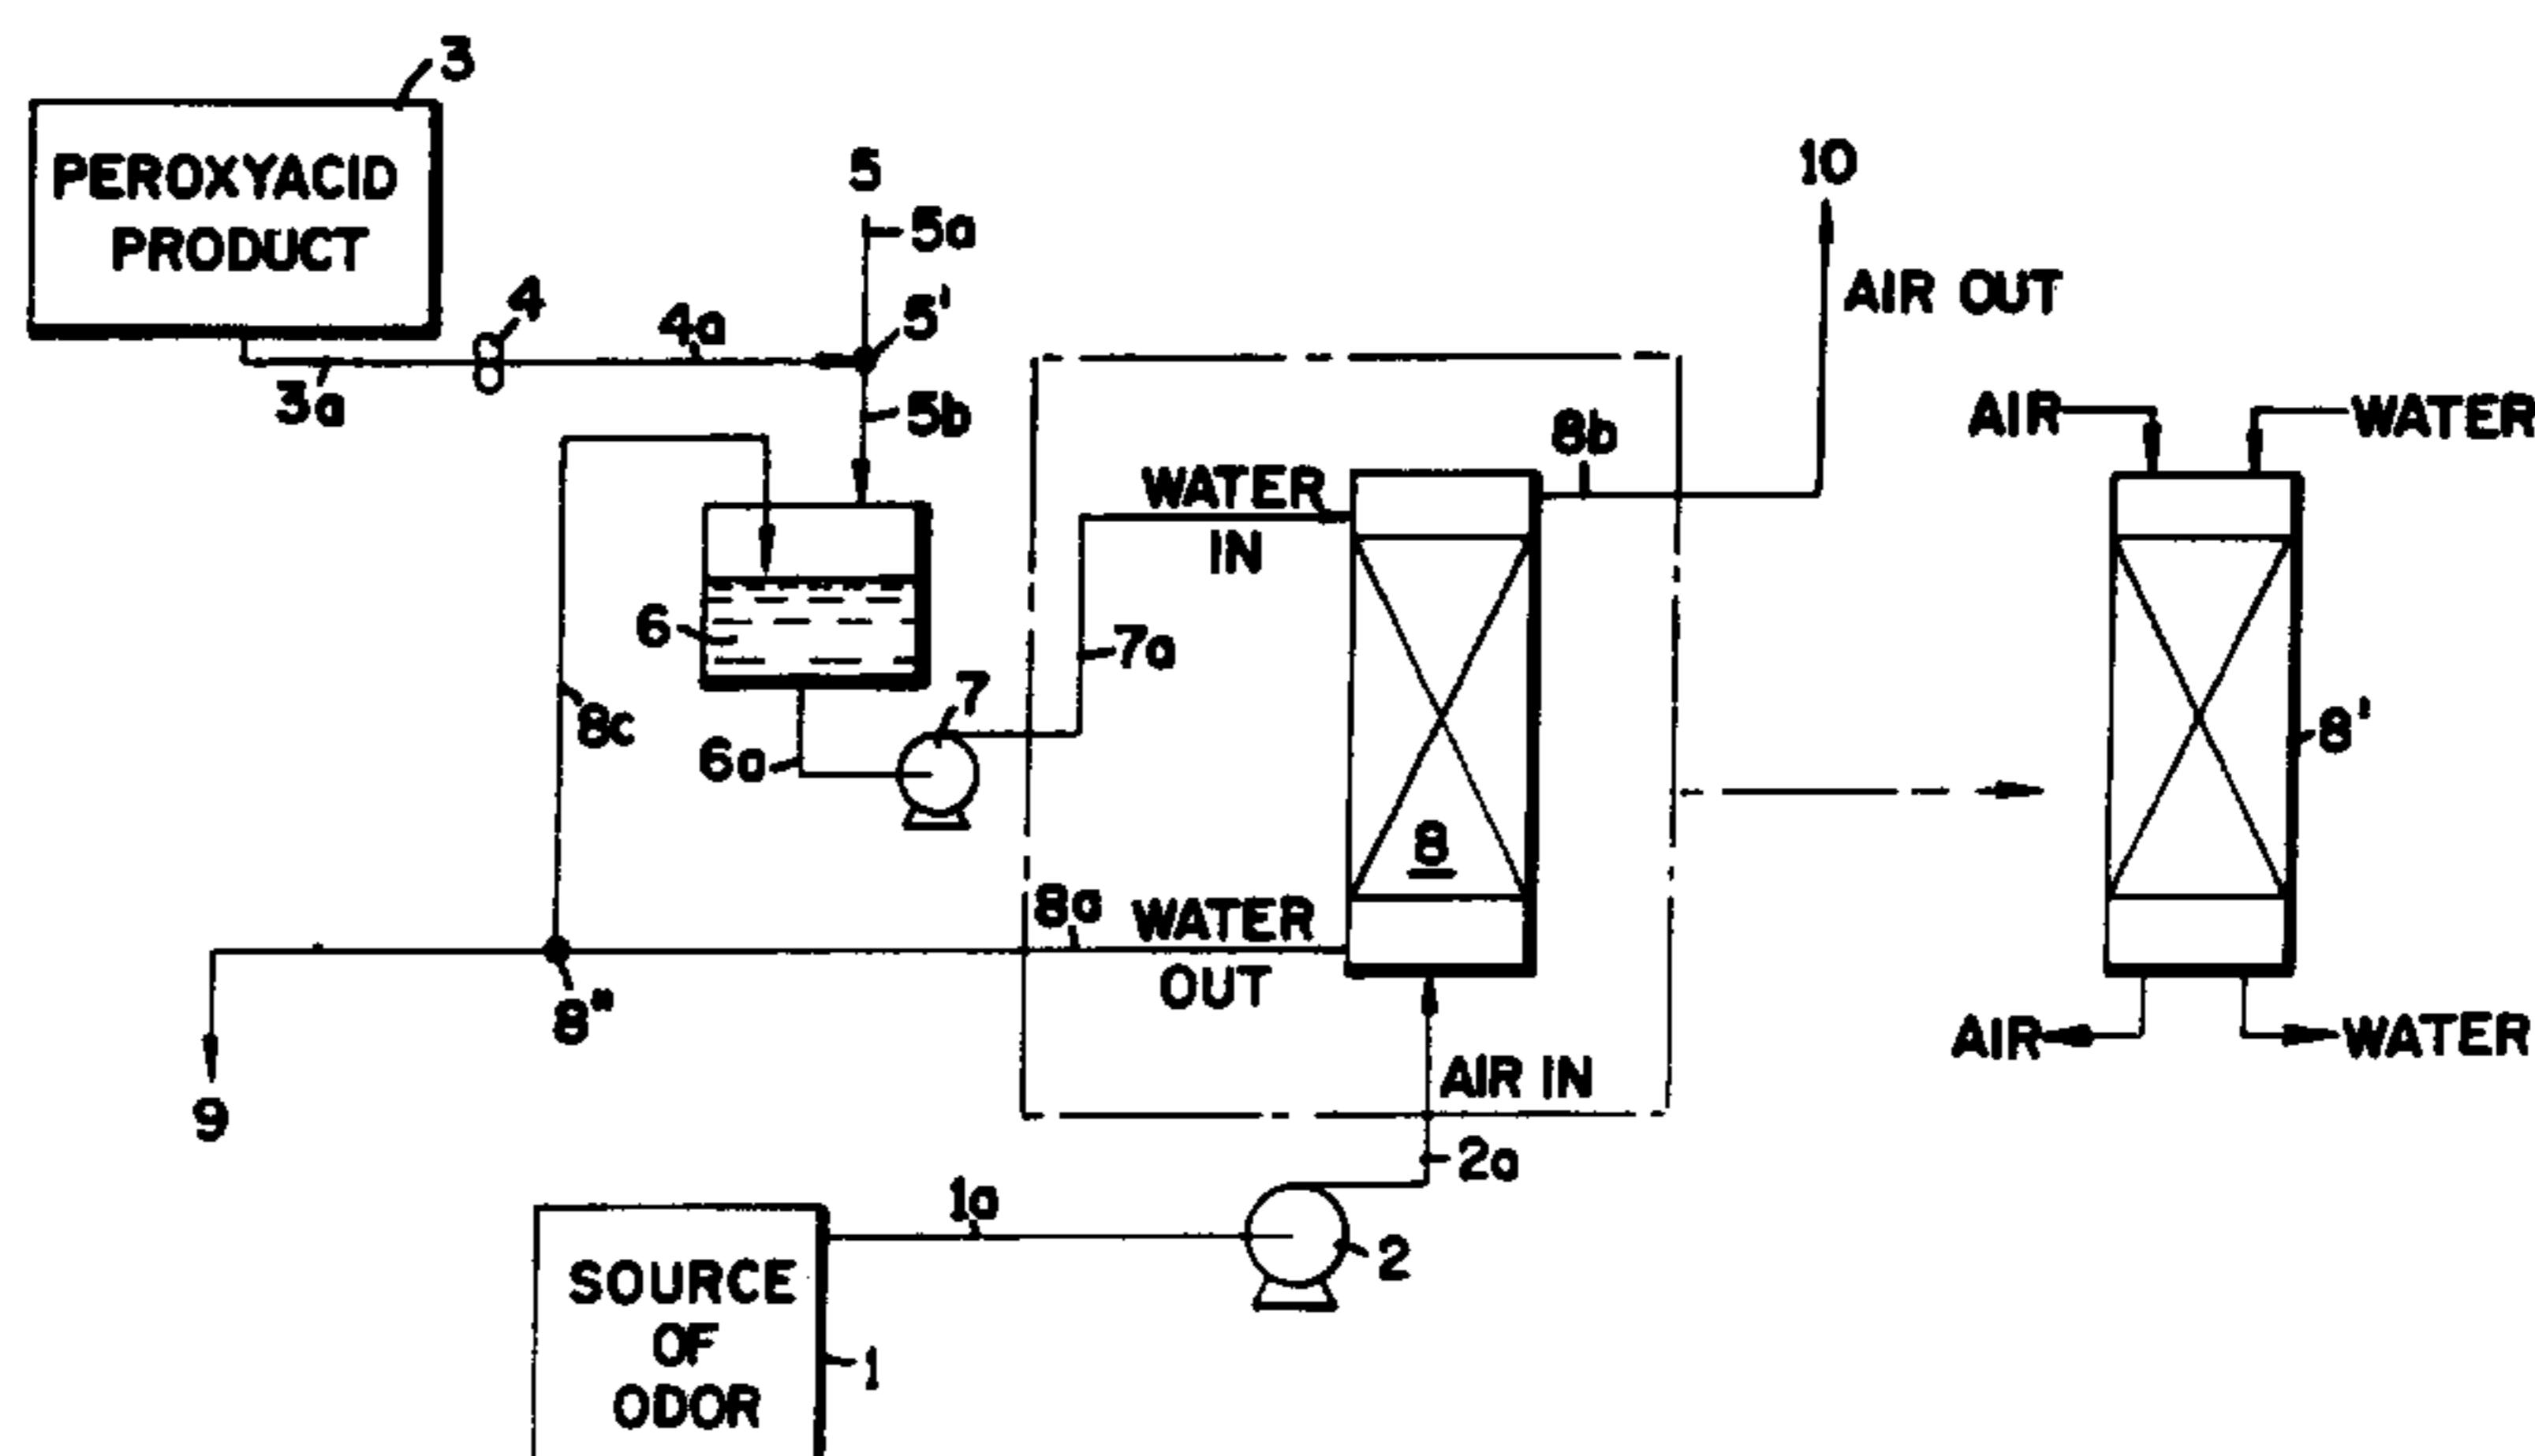 3
PEROXYACID
PRODUCT
3a
4
4a
5
5a
5'
5b
10
AIR OUT
8b
WATER
IN
6
7
7a
6a
8c
8
8a
WATER
OUT
8"
9
AIR IN
2a
1a
2
SOURCE
OF
ODOR
1
AIR
WATER
8'
AIR
WATER